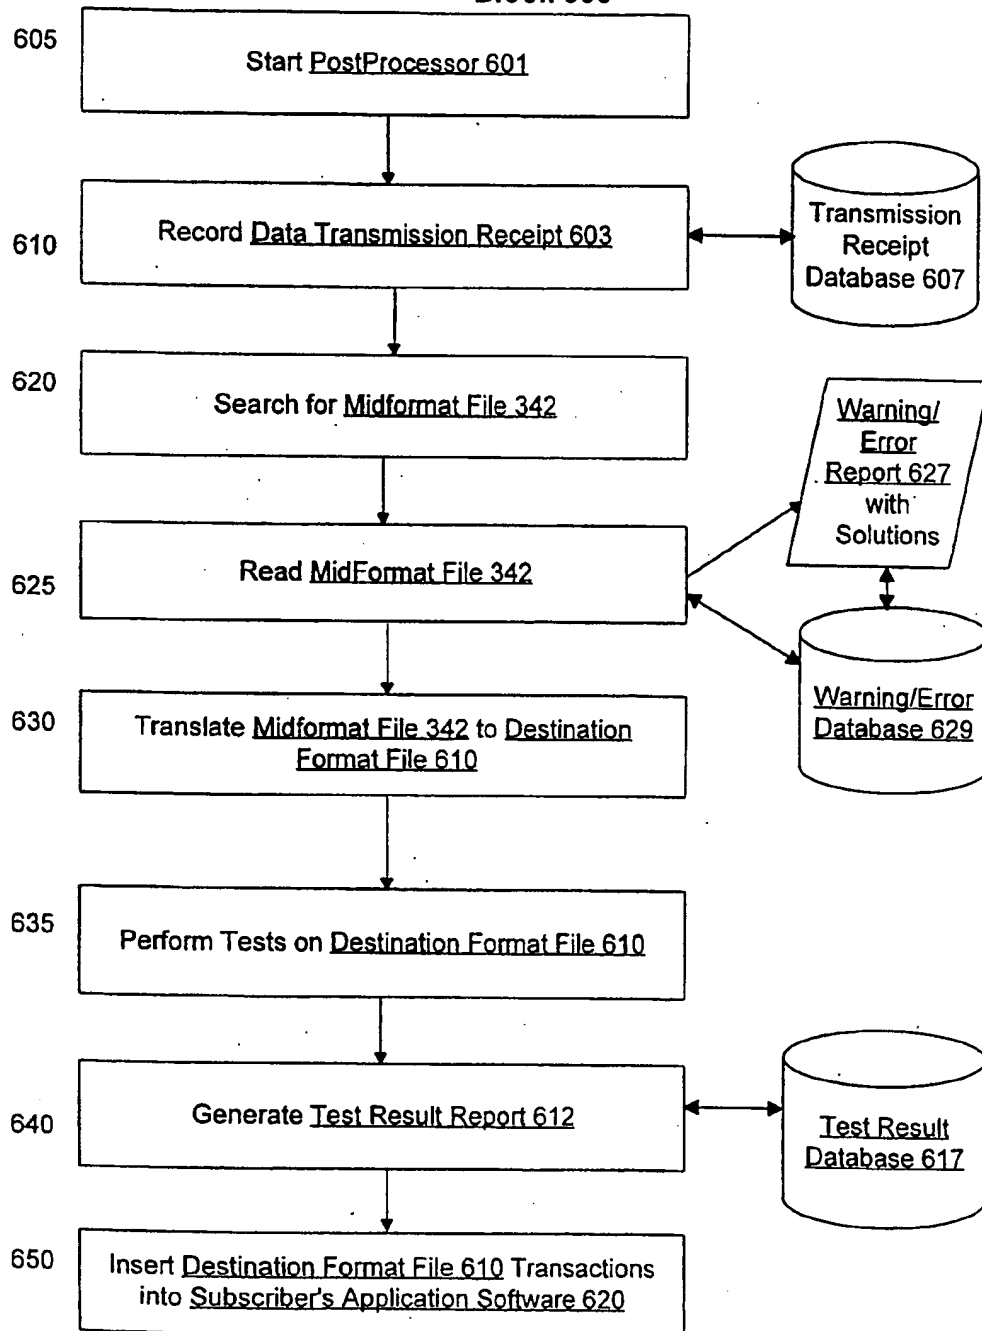 605
Start PostProcessor 601
610
Record Data Transmission Receipt 603
Transmission
Receipt
Database 607
620
Search for Midformat File 342
Warning/
Error
Report 627
with
Solutions
625
Read MidFormat File 342
Warning/Error
Database 629
630
Translate Midformat File 342 to Destination
Format File 610
635
Perform Tests on Destination Format File 610
640
Generate Test Result Report 612
Test Result
Database 617
650
Insert Destination Format File 610 Transactions
into Subscriber's Application Software 620